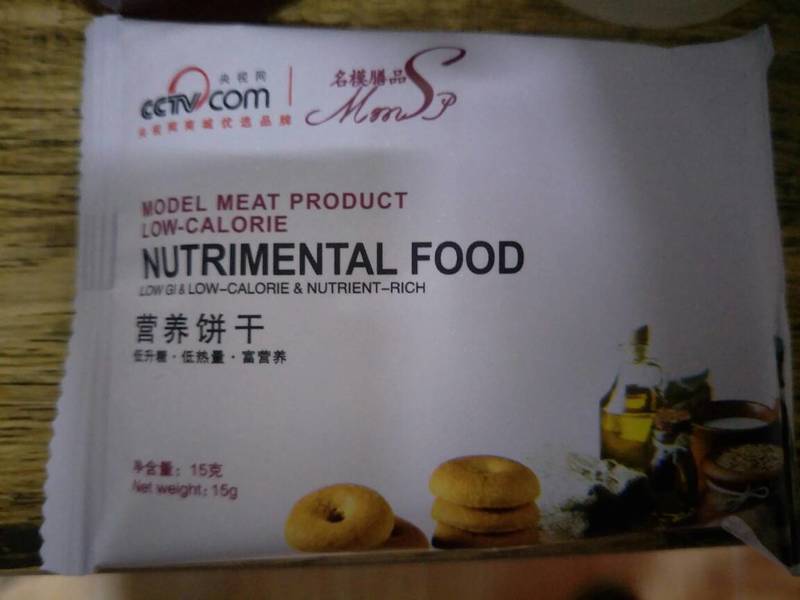 央视网
CCTV.com
央视网商城优选品牌
名模膳品
MODEL MEAT PRODUCT
LOW-CALORIE
NUTRIMENTAL FOOD
LOW GI & LOW-CALORIE & NUTRIENT-RICH
营养饼干
低升糖·低热量·富营养
净含量：15克
Net weight: 15g